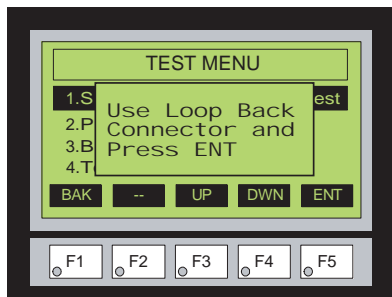 TEST MENU
1.S est
Use Loop Back
2.P
Connector and
3.B
Press ENT
4.T
BAK -- UP DWN ENT
F1 F2 F3 F4 F5